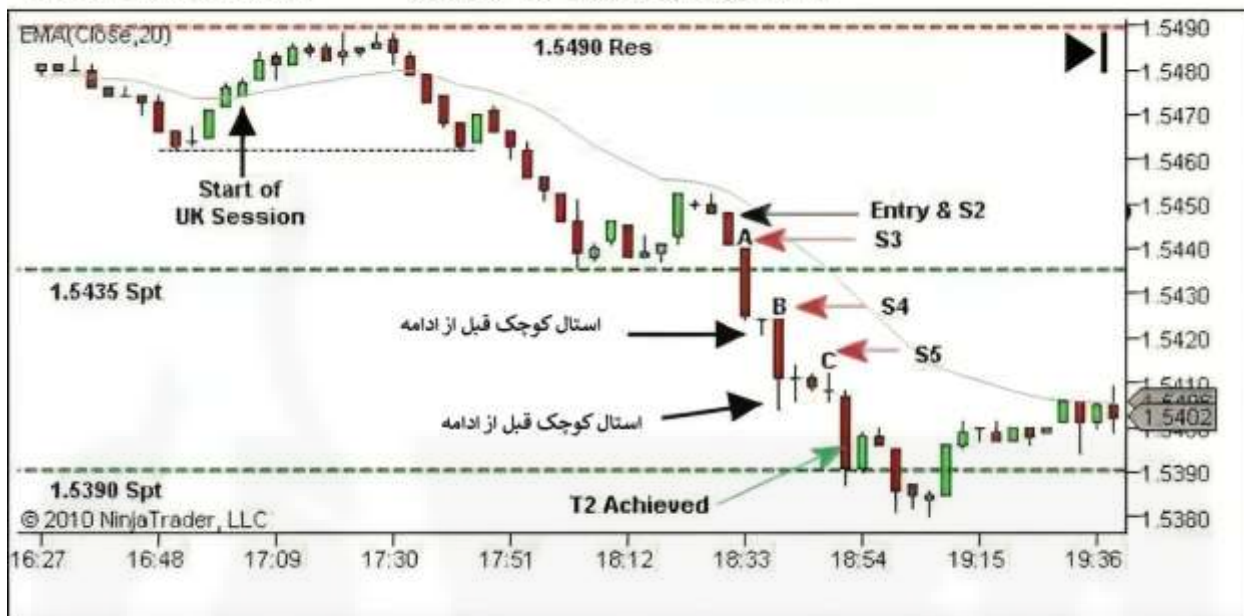 EMA(Close,20)
1.5490 Res
1.5490
1.5480
1.5470
1.5460
1.5450
1.5440
1.5430
1.5420
1.5410
1.5402
1.5400
1.5390
1.5380
Start of
UK Session
Entry & S2
A
S3
1.5435 Spt
B
S4
استال کوچک قبل از ادامه
C
S5
استال کوچک قبل از ادامه
1.5390 Spt
T2 Achieved
© 2010 NinjaTrader, LLC
16:27 16:48 17:09 17:30 17:51 18:12 18:33 18:54 19:15 19:36